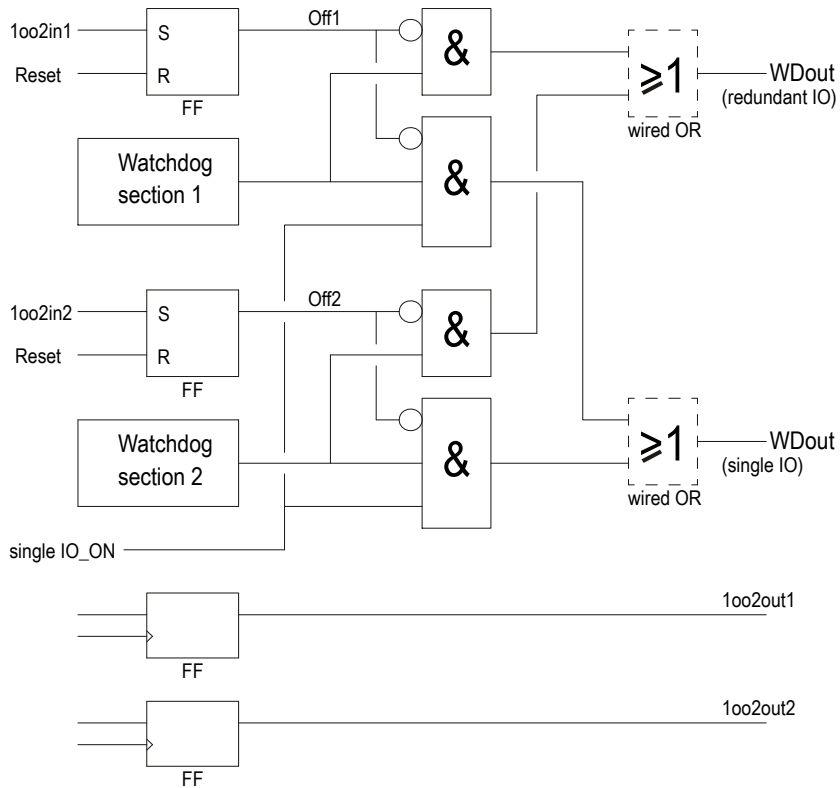 1oo2in1
S
Off1
&
Reset
R
FF
≥1
WDout
(redundant IO)
wired OR
Watchdog
section 1
&
1oo2in2
S
Off2
&
Reset
R
FF
Watchdog
section 2
&
≥1
WDout
(single IO)
wired OR
single IO_ON
1oo2out1
FF
1oo2out2
FF